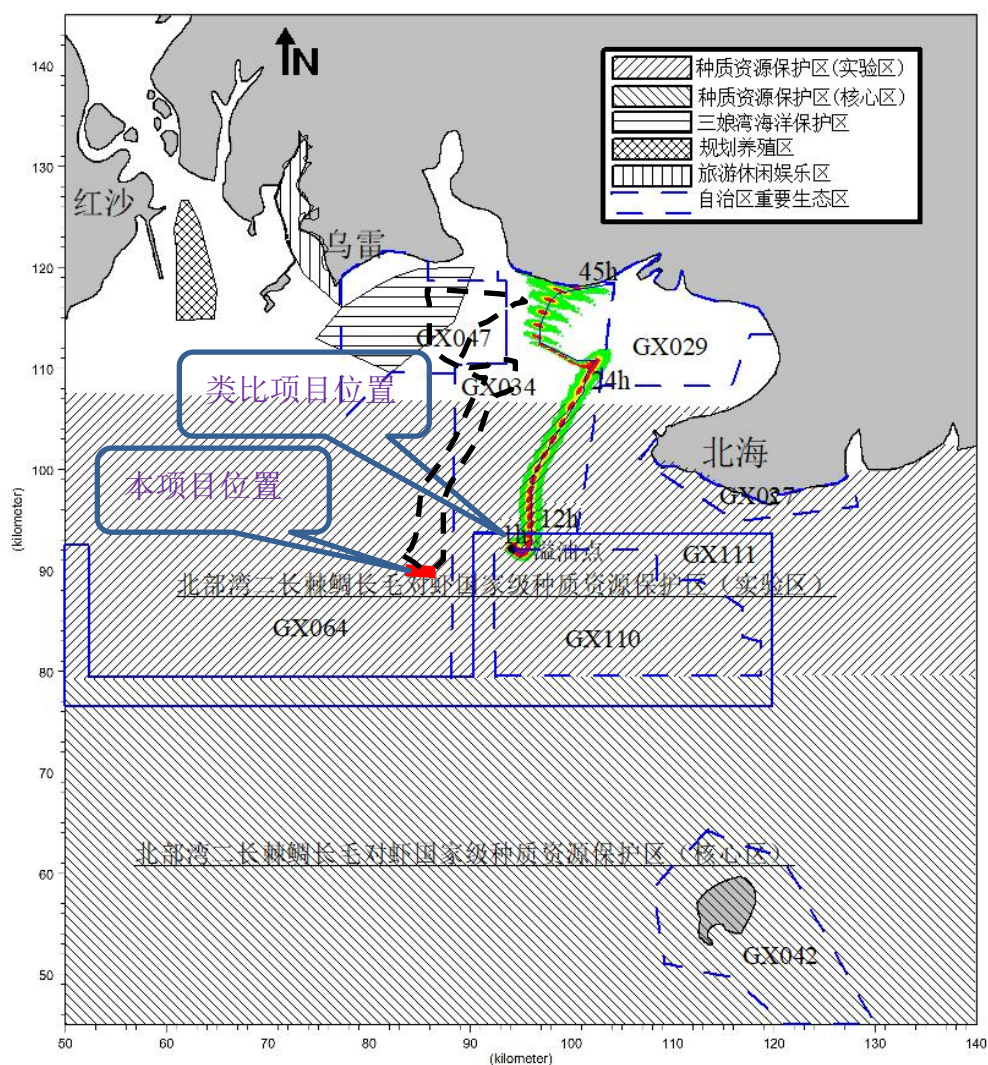 N
种质资源保护区(实验区)
种质资源保护区(核心区)
三娘湾海洋保护区
规划养殖区
旅游休闲娱乐区
自治区重要生态区
红沙
乌雷
45h
GX047
GX029
类比项目位置
GX034
24h
北海
本项目位置
GX027
12h
1h
溢油点
GX111
北部湾二长棘鲷长毛对虾国家级种质资源保护区(实验区)
GX064
GX110
北部湾二长棘鲷长毛对虾国家级种质资源保护区(核心区)
GX042
140
130
120
110
100
90
80
70
60
50
(kilometer)
50 60 70 80 90 100 110 120 130 140
(kilometer)